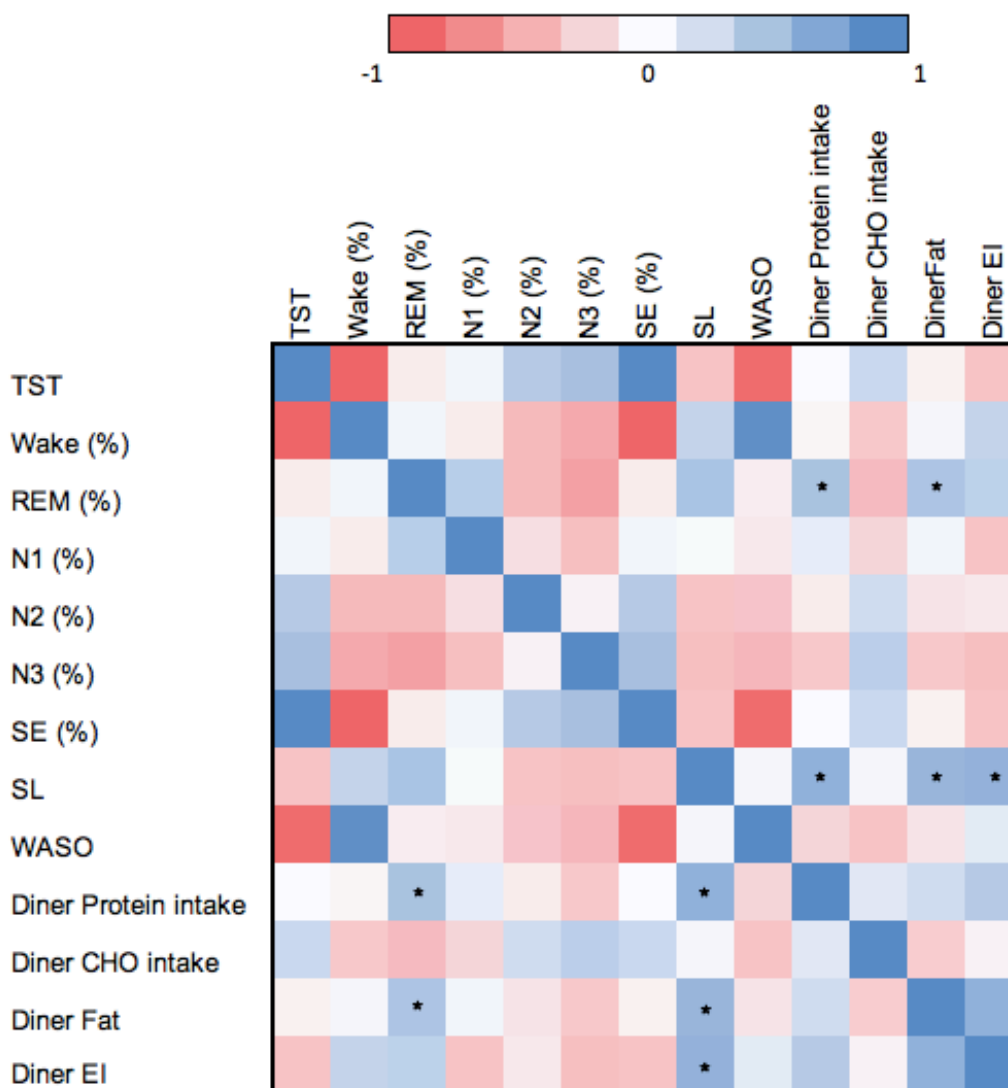 -1 0 1
TST
Wake (%)
REM (%)
N1 (%)
N2 (%)
N3 (%)
SE (%)
SL
WASO
Diner Protein intake
Diner CHO intake
DinerFat
Diner EI
TST
Wake (%)
REM (%) * *
N1 (%)
N2 (%)
N3 (%)
SE (%)
SL * * *
WASO
Diner Protein intake * *
Diner CHO intake
Diner Fat * *
Diner EI *